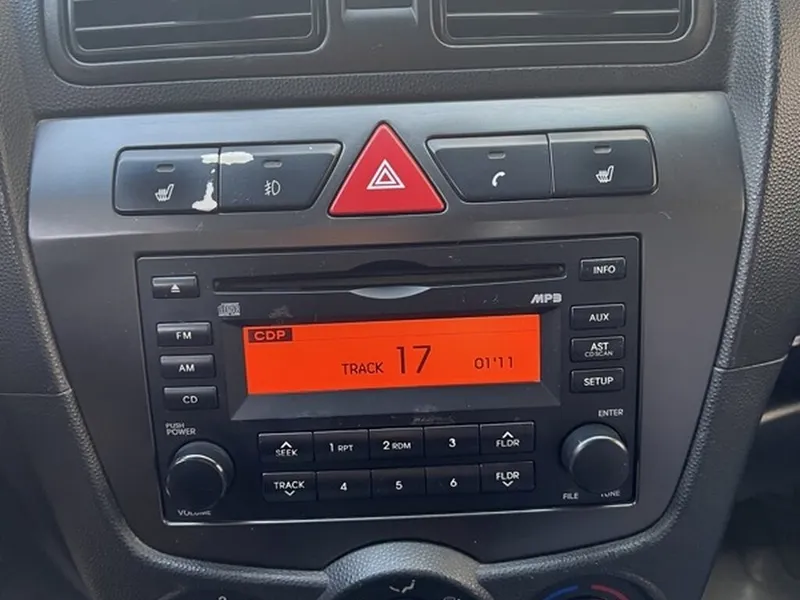 INFO
MP3
CDP
TRACK 17 01'11
FM
AM
CD
AUX
AST
CD SCAN
SETUP
PUSH
POWER
ENTER
SEEK
1 RPT
2 RDM
3
FLDR
TRACK
4
5
6
FLDR
VOLUME
FILE
TUNE